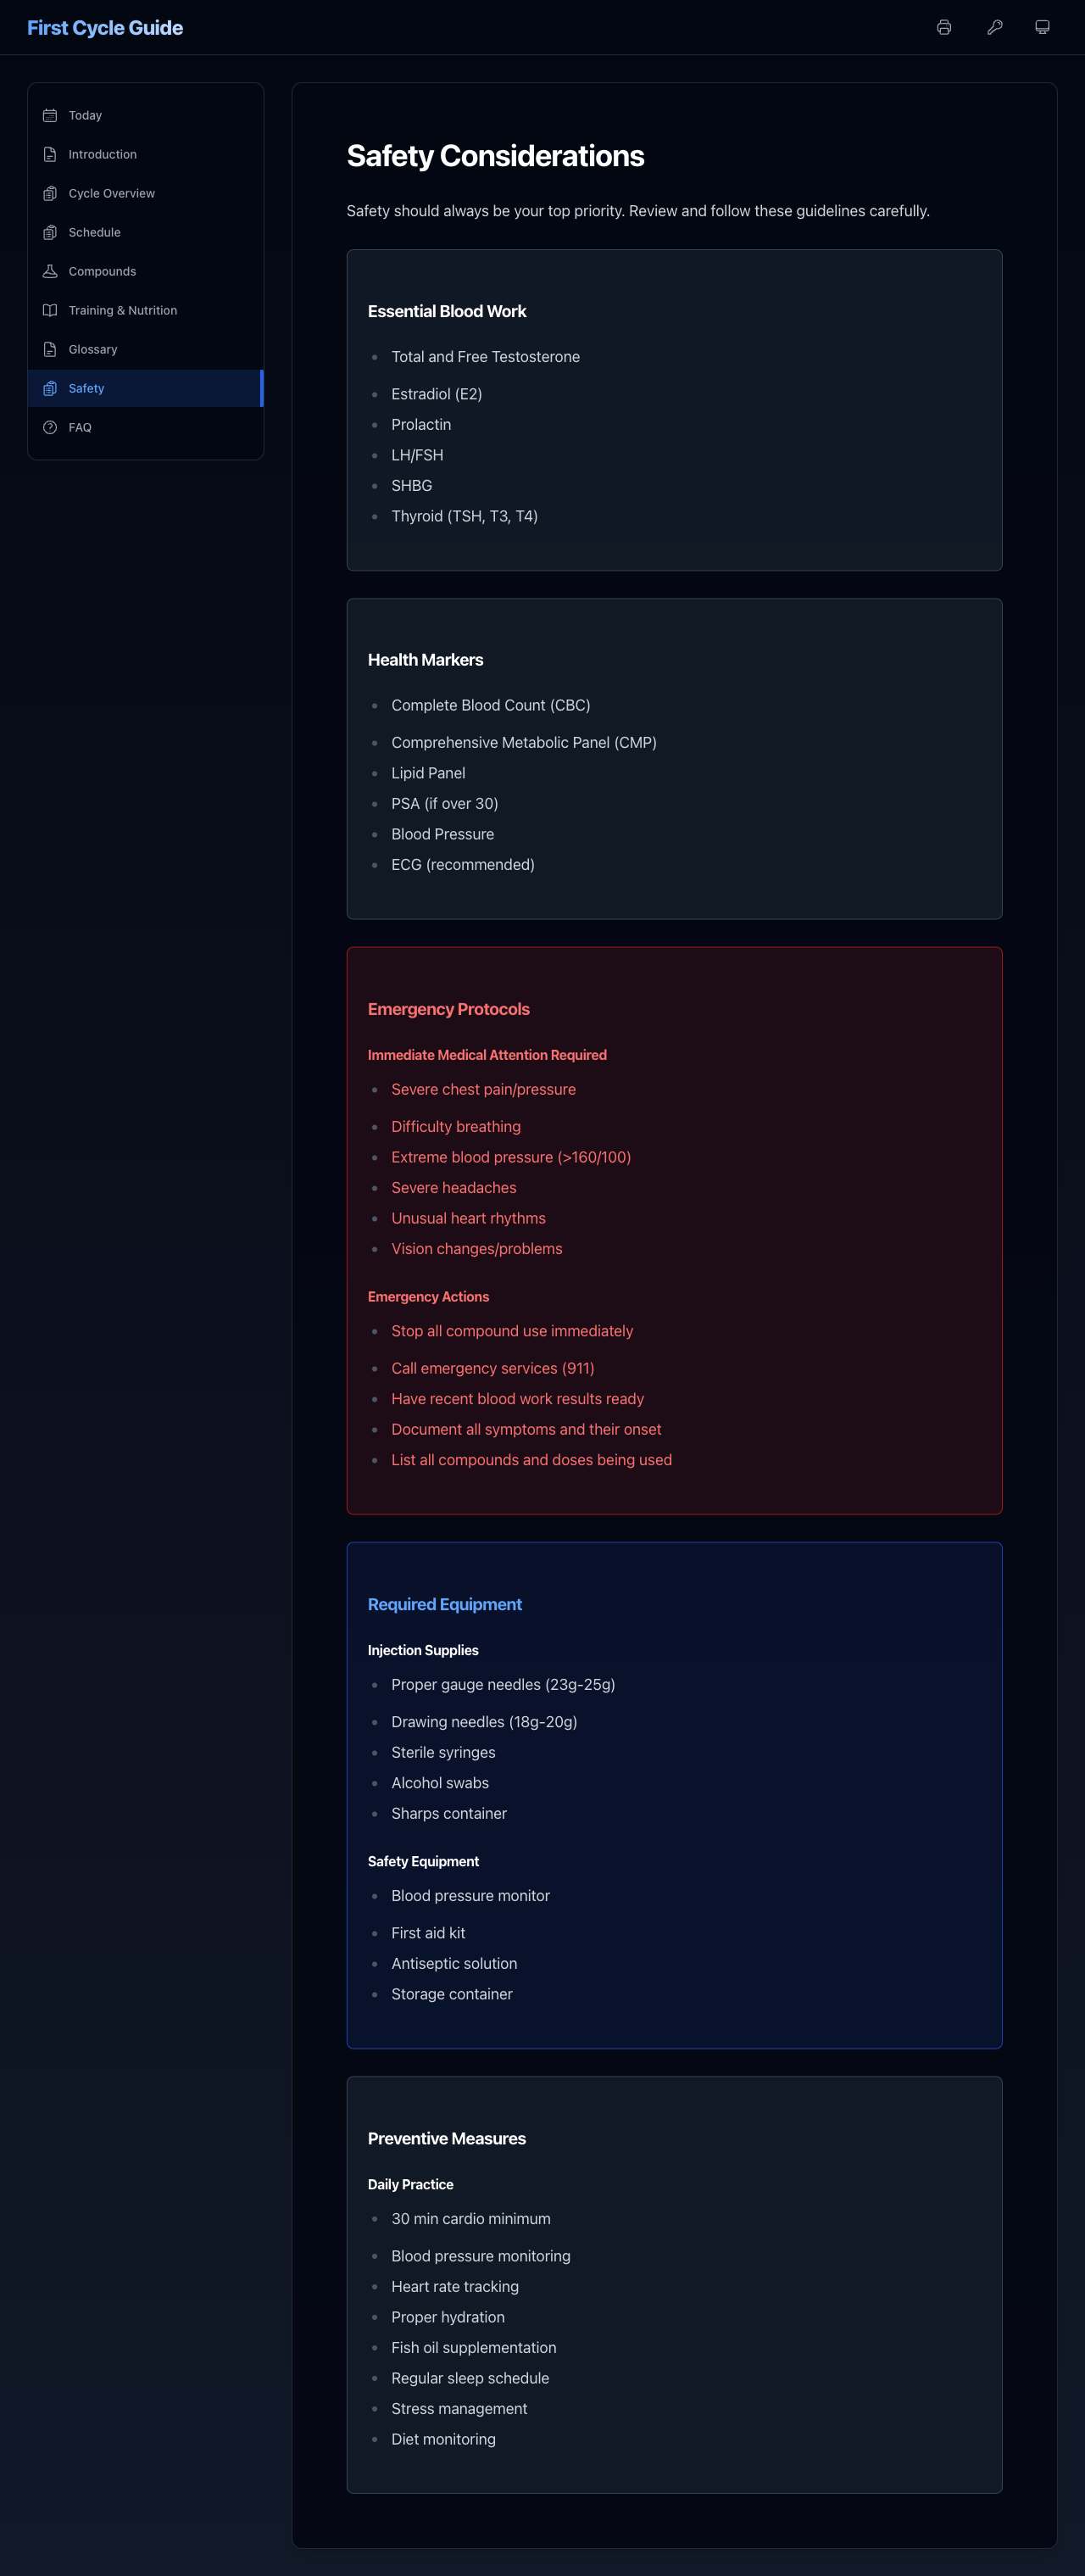 First Cycle Guide
Today
Introduction
Cycle Overview
Schedule
Compounds
Training & Nutrition
Glossary
Safety
FAQ
Safety Considerations
Safety should always be your top priority. Review and follow these guidelines carefully.
Essential Blood Work
Total and Free Testosterone
Estradiol (E2)
Prolactin
LH/FSH
SHBG
Thyroid (TSH, T3, T4)
Health Markers
Complete Blood Count (CBC)
Comprehensive Metabolic Panel (CMP)
Lipid Panel
PSA (if over 30)
Blood Pressure
ECG (recommended)
Emergency Protocols
Immediate Medical Attention Required
Severe chest pain/pressure
Difficulty breathing
Extreme blood pressure (>160/100)
Severe headaches
Unusual heart rhythms
Vision changes/problems
Emergency Actions
Stop all compound use immediately
Call emergency services (911)
Have recent blood work results ready
Document all symptoms and their onset
List all compounds and doses being used
Required Equipment
Injection Supplies
Proper gauge needles (23g-25g)
Drawing needles (18g-20g)
Sterile syringes
Alcohol swabs
Sharps container
Safety Equipment
Blood pressure monitor
First aid kit
Antiseptic solution
Storage container
Preventive Measures
Daily Practice
30 min cardio minimum
Blood pressure monitoring
Heart rate tracking
Proper hydration
Fish oil supplementation
Regular sleep schedule
Stress management
Diet monitoring